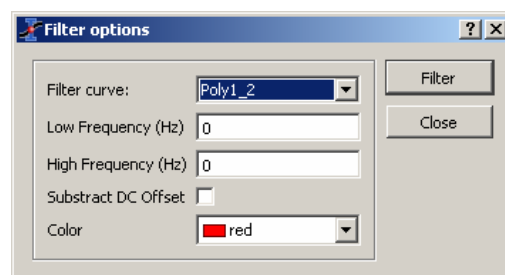 Filter options
Filter curve: Poly1_2
Filter
Low Frequency (Hz) 0
Close
High Frequency (Hz) 0
Substract DC Offset
Color red